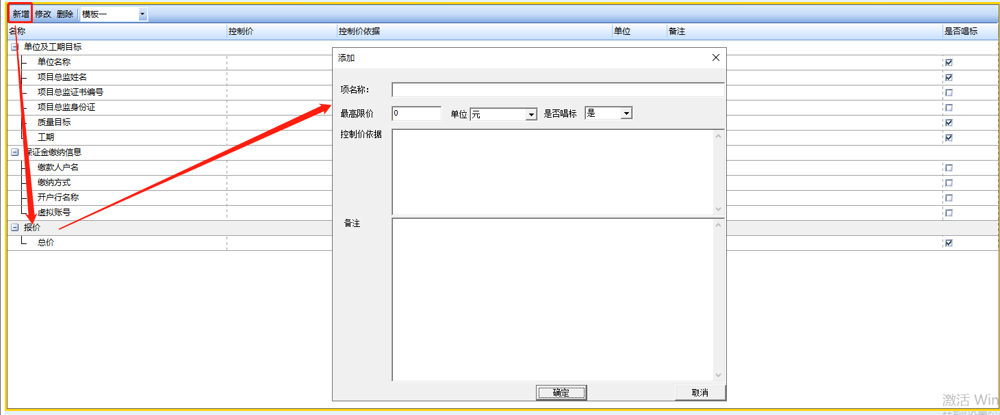 新增 修改 删除 模板一
名称 控制价 控制价依据 单位 备注 是否唱标
单位及工期目标
单位名称
项目总监姓名
项目总监证书编号
项目总监身份证
质量目标
工期
保证金缴纳信息
缴款人户名
缴纳方式
开户行名称
虚拟账号
报价
总价
添加
项名称:
最高限价 0 单位 元 是否唱标 是
控制价依据
备注
确定 取消
激活 Win